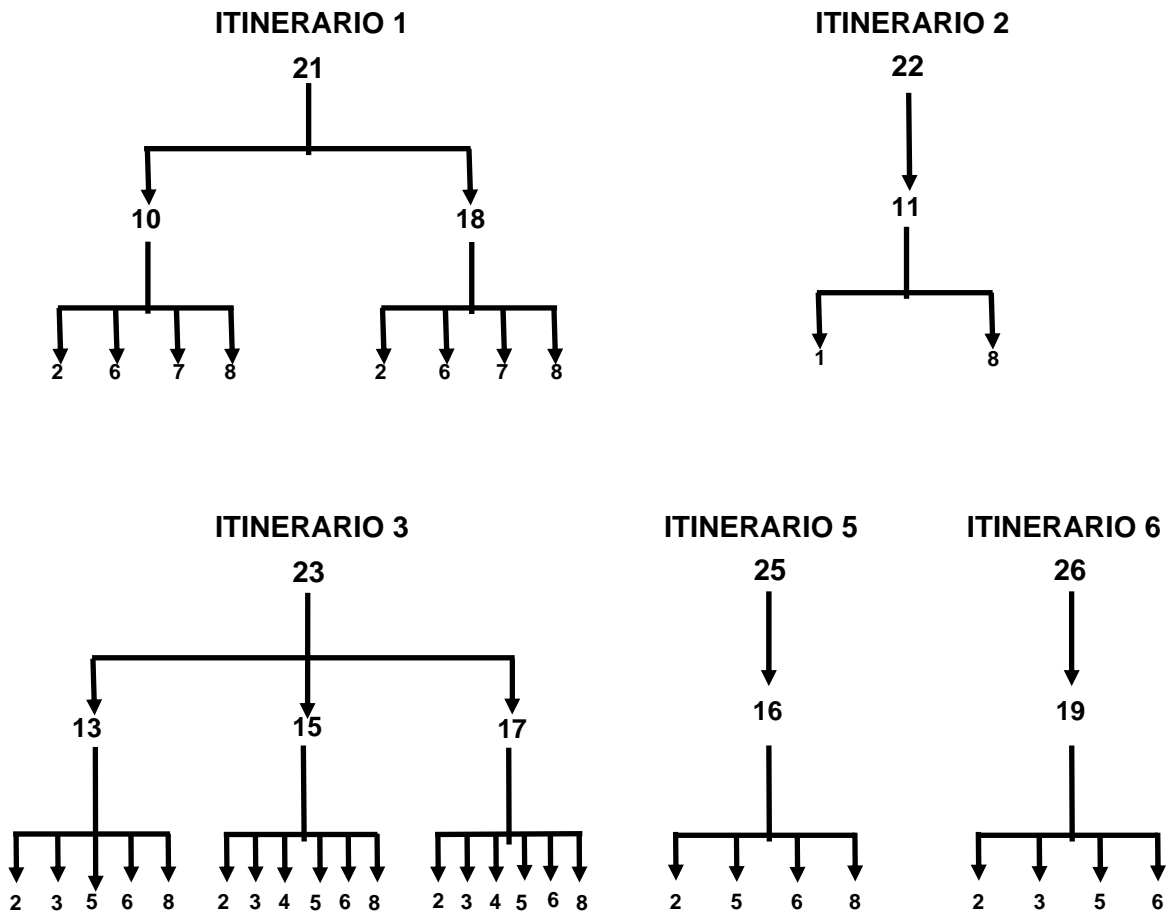 ITINERARIO 1
21
10 18
2 6 7 8 2 6 7 8
ITINERARIO 2
22
11
1 8
ITINERARIO 3
23
13 15 17
2 3 5 6 8 2 3 4 5 6 8 2 3 4 5 6 8
ITINERARIO 5
25
16
2 5 6 8
ITINERARIO 6
26
19
2 3 5 6